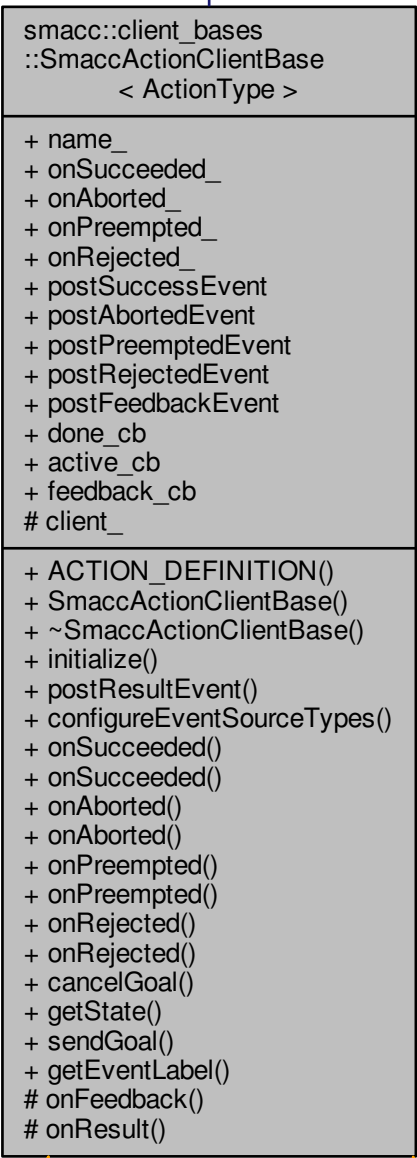 smacc::client_bases
::SmaccActionClientBase
< ActionType >
+ name_
+ onSucceeded_
+ onAborted_
+ onPreempted_
+ onRejected_
+ postSuccessEvent
+ postAbortedEvent
+ postPreemptedEvent
+ postRejectedEvent
+ postFeedbackEvent
+ done_cb
+ active_cb
+ feedback_cb
# client_
+ ACTION_DEFINITION()
+ SmaccActionClientBase()
+ ~SmaccActionClientBase()
+ initialize()
+ postResultEvent()
+ configureEventSourceTypes()
+ onSucceeded()
+ onSucceeded()
+ onAborted()
+ onAborted()
+ onPreempted()
+ onPreempted()
+ onRejected()
+ onRejected()
+ cancelGoal()
+ getState()
+ sendGoal()
+ getEventLabel()
# onFeedback()
# onResult()